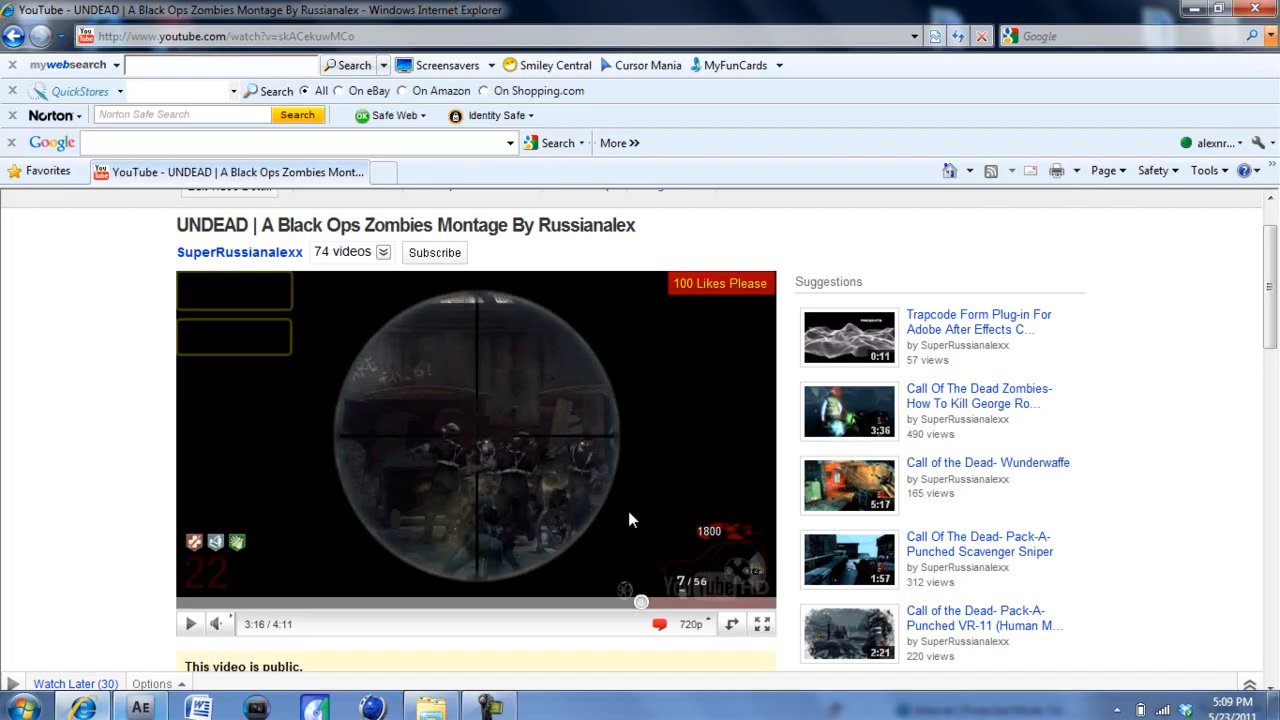 YouTube - UNDEAD | A Black Ops Zombies Montage By Russianalex - Windows Internet Explorer
http://www.youtube.com/watch?v=skACekuwMCo
Google
mywebsearch
Search
Screensavers
Smiley Central
Cursor Mania
MyFunCards
QuickStores
Search
All
On eBay
On Amazon
On Shopping.com
Norton
Norton Safe Search
Search
OK
Safe Web
Identity Safe
Google
Search
More »
alexnr...
Favorites
You Tube
YouTube - UNDEAD | A Black Ops Zombies Mont...
Page
Safety
Tools
UNDEAD | A Black Ops Zombies Montage By Russianalex
SuperRussianalexx
74 videos
Subscribe
100 Likes Please
1800
22
7 / 56
YouTube HD
3:16 / 4:11
720p
This video is public.
Suggestions
0:11
Trapcode Form Plug-in For
Adobe After Effects C...
by SuperRussianalexx
57 views
3:36
Call Of The Dead Zombies-
How To Kill George Ro...
by SuperRussianalexx
490 views
5:17
Call of the Dead- Wunderwaffe
by SuperRussianalexx
165 views
1:57
Call Of The Dead- Pack-A-
Punched Scavenger Sniper
by SuperRussianalexx
312 views
2:21
Call of the Dead- Pack-A-
Punched VR-11 (Human M...
by SuperRussianalexx
220 views
Watch Later (30)
Options
AE
W
5:09 PM
5/23/2011